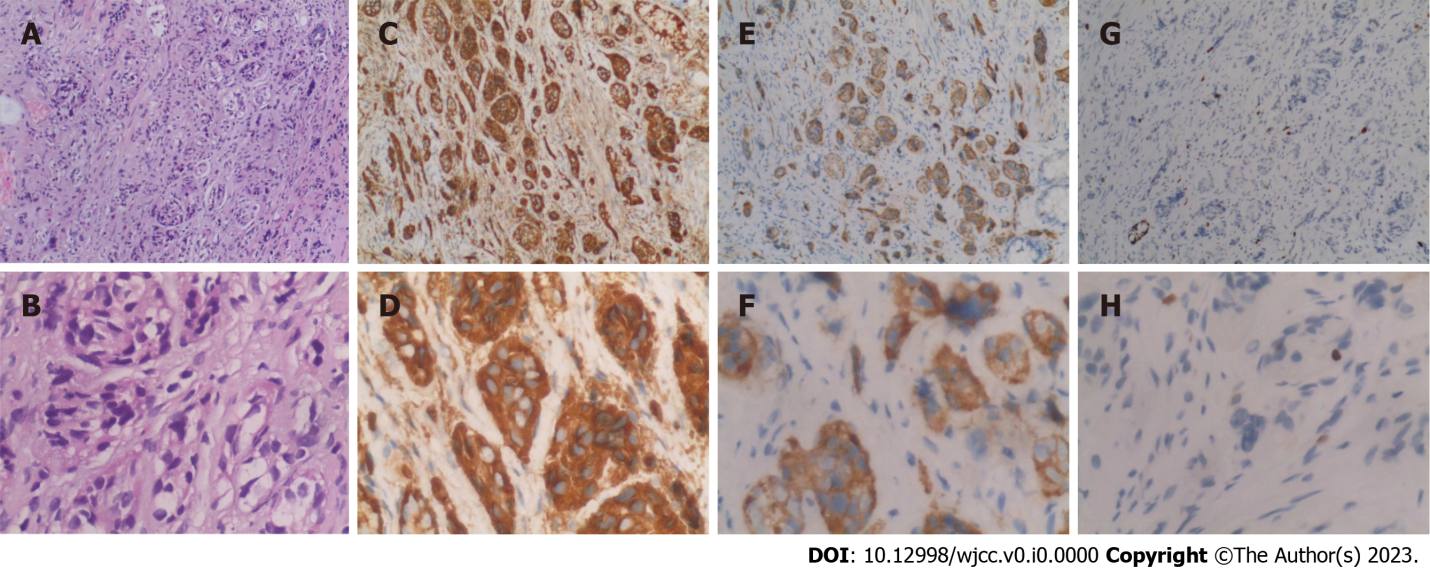 A C E G
B D F H
DOI: 10.12998/wjcc.v0.i0.0000 Copyright ©The Author(s) 2023.